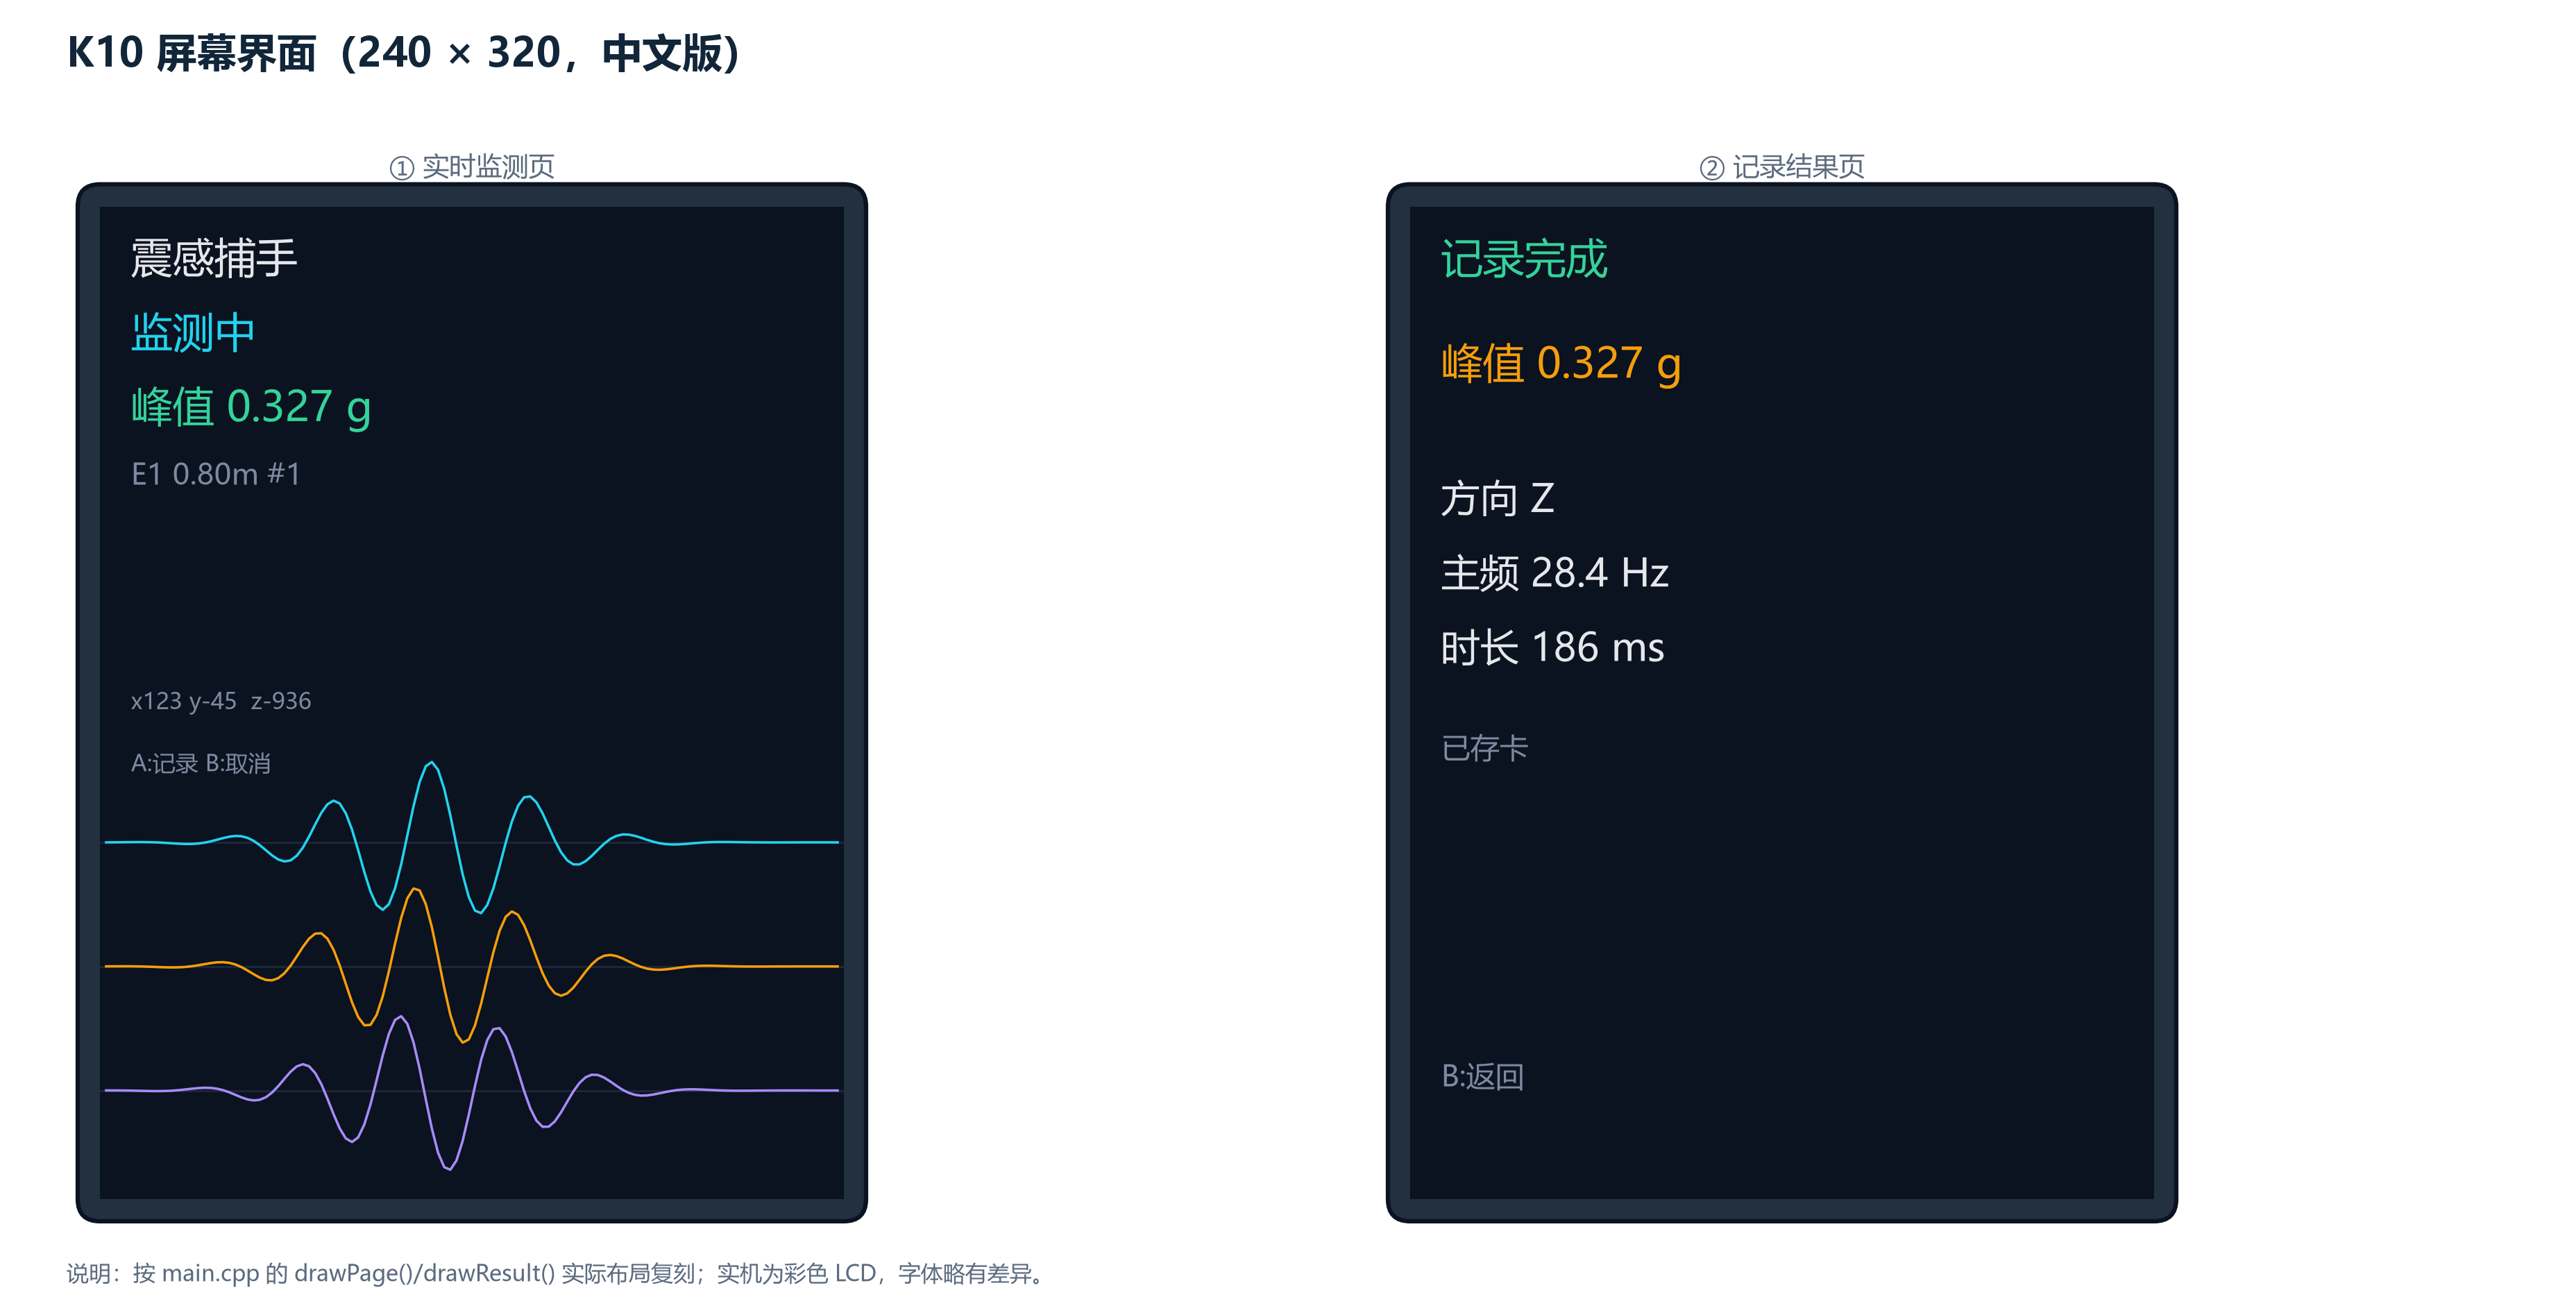 K10 屏幕界面（240 × 320，中文版）
① 实时监测页
震感捕手
监测中
峰值 0.327 g
E1 0.80m #1
x123 y-45  z-936
A:记录 B:取消
② 记录结果页
记录完成
峰值 0.327 g
方向 Z
主频 28.4 Hz
时长 186 ms
已存卡
B:返回
说明：按 main.cpp 的 drawPage()/drawResult() 实际布局复刻；实机为彩色 LCD，字体略有差异。